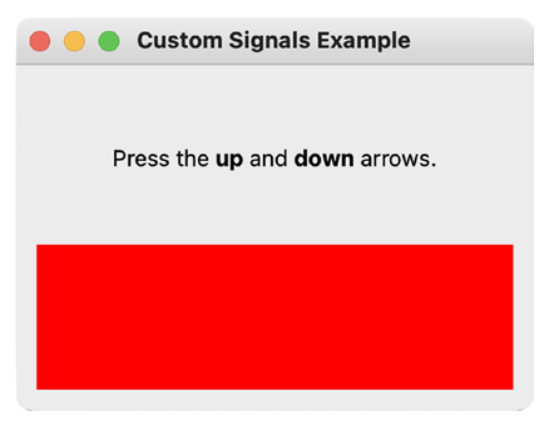 Custom Signals Example
Press the up and down arrows.